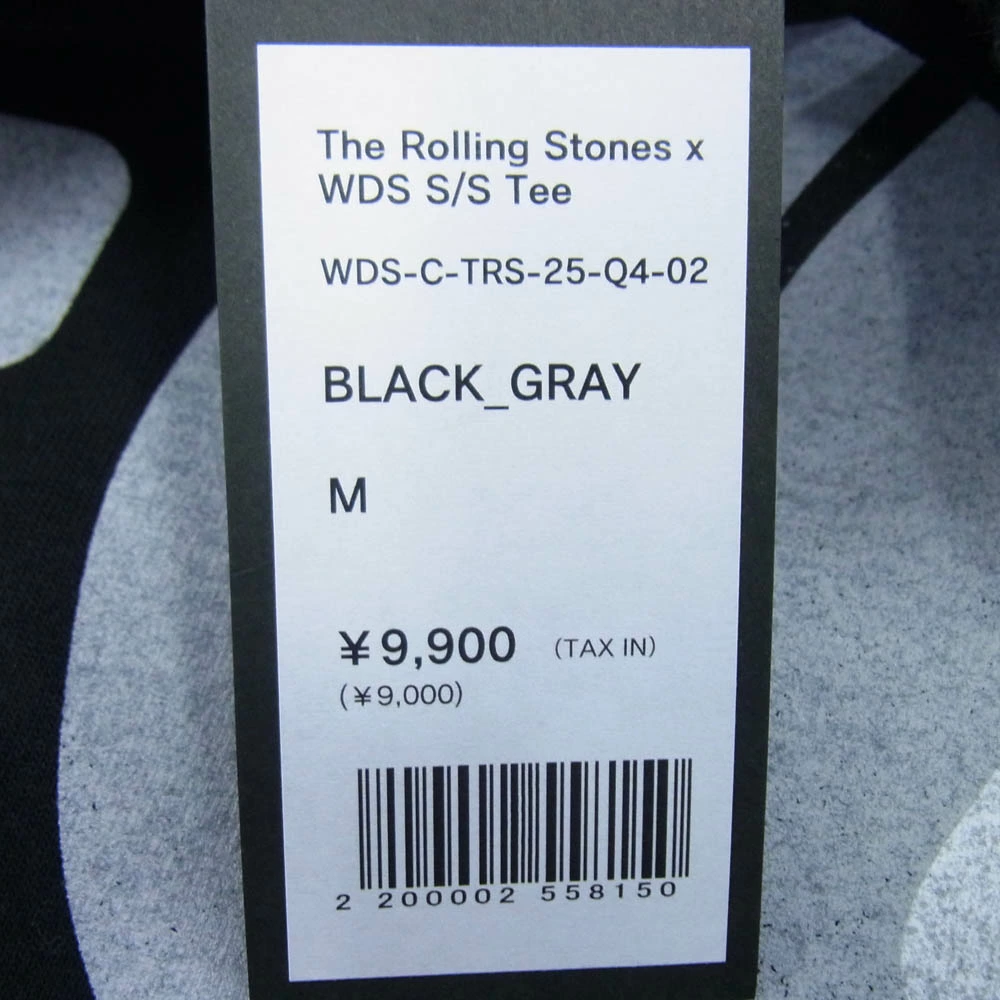 The Rolling Stones x
WDS S/S Tee
WDS-C-TRS-25-Q4-02
BLACK_GRAY
M
¥9,900 (TAX IN)
(¥9,000)
2 200002 558150